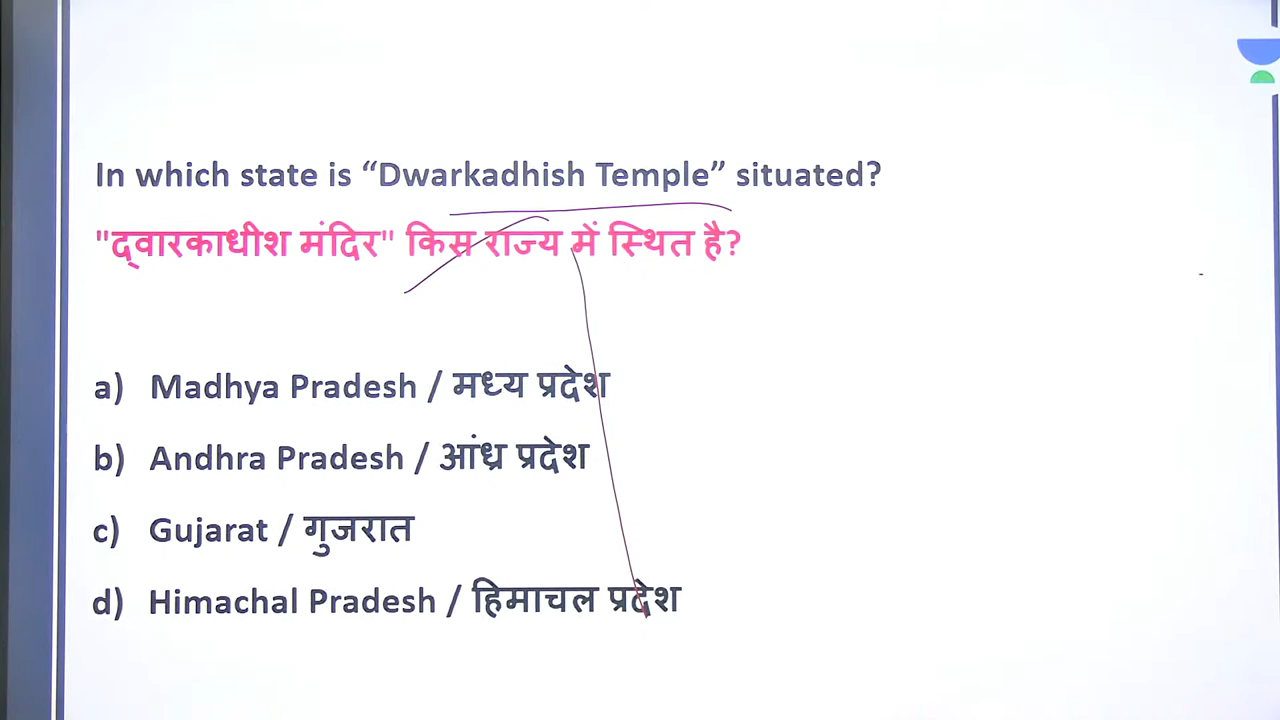 In which state is “Dwarkadhish Temple” situated?
"द्वारकाधीश मंदिर" किस राज्य में स्थित है?
a) Madhya Pradesh / मध्य प्रदेश
b) Andhra Pradesh / आंध्र प्रदेश
c) Gujarat / गुजरात
d) Himachal Pradesh / हिमाचल प्रदेश